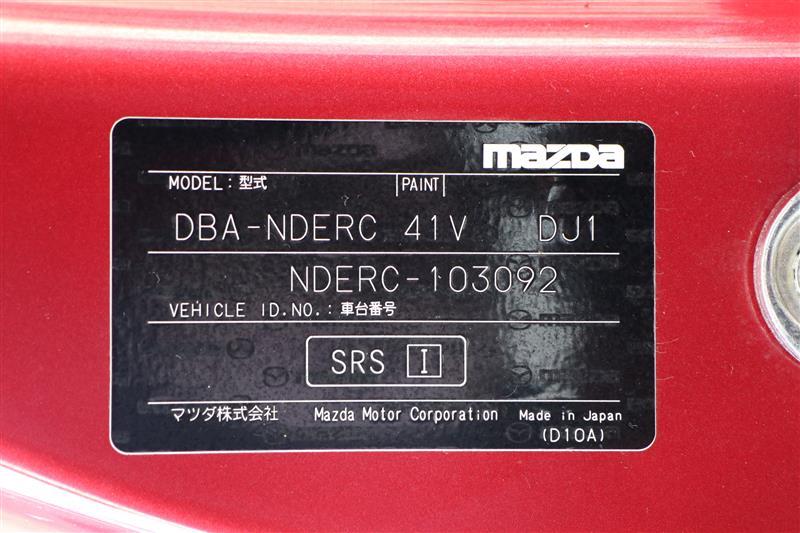 mazda
MODEL：型式 PAINT
DBA-NDERC 41V DJ1
NDERC-103092
VEHICLE ID.NO.：車台番号
SRS I
マツダ株式会社 Mazda Motor Corporation Made in Japan
(D10A)